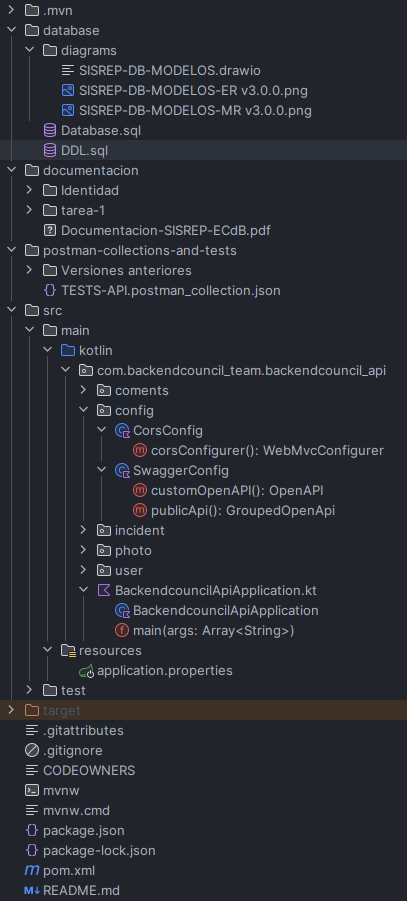 .mvn
database
diagrams
SISREP-DB-MODELOS.drawio
SISREP-DB-MODELOS-ER v3.0.0.png
SISREP-DB-MODELOS-MR v3.0.0.png
Database.sql
DDL.sql
documentacion
Identidad
tarea-1
Documentacion-SISREP-ECdB.pdf
postman-collections-and-tests
Versiones anteriores
TESTS-API.postman_collection.json
src
main
kotlin
com.backendcouncil_team.backendcouncil_api
coments
config
CorsConfig
corsConfigurer(): WebMvcConfigurer
SwaggerConfig
customOpenAPI(): OpenAPI
publicApi(): GroupedOpenApi
incident
photo
user
BackendcouncilApiApplication.kt
BackendcouncilApiApplication
main(args: Array<String>)
resources
application.properties
test
target
.gitattributes
.gitignore
CODEOWNERS
mvnw
mvnw.cmd
package.json
package-lock.json
pom.xml
README.md